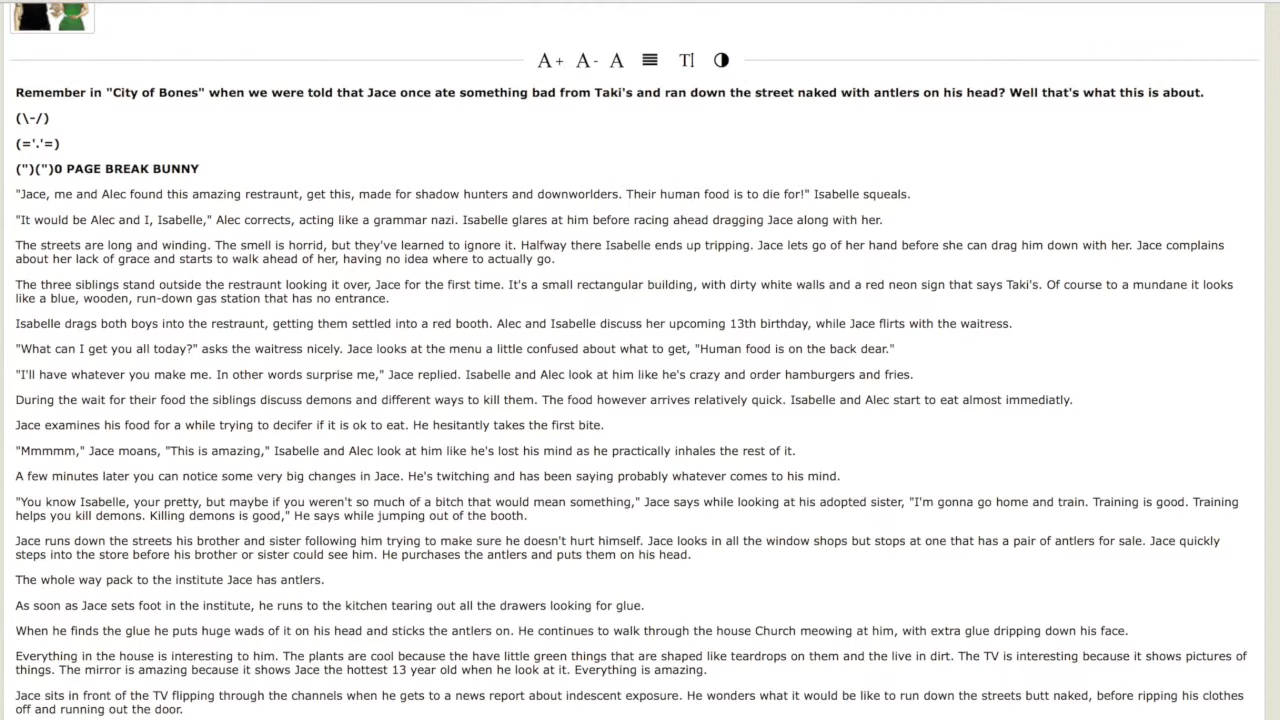 A+ A- A T|
Remember in "City of Bones" when we were told that Jace once ate something bad from Taki's and ran down the street naked with antlers on his head? Well that's what this is about.
(\-/)
(='.'=)
(")(")0 PAGE BREAK BUNNY
"Jace, me and Alec found this amazing restraunt, get this, made for shadow hunters and downworlders. Their human food is to die for!" Isabelle squeals.
"It would be Alec and I, Isabelle," Alec corrects, acting like a grammar nazi. Isabelle glares at him before racing ahead dragging Jace along with her.
The streets are long and winding. The smell is horrid, but they've learned to ignore it. Halfway there Isabelle ends up tripping. Jace lets go of her hand before she can drag him down with her. Jace complains
about her lack of grace and starts to walk ahead of her, having no idea where to actually go.
The three siblings stand outside the restraunt looking it over, Jace for the first time. It's a small rectangular building, with dirty white walls and a red neon sign that says Taki's. Of course to a mundane it looks
like a blue, wooden, run-down gas station that has no entrance.
Isabelle drags both boys into the restraunt, getting them settled into a red booth. Alec and Isabelle discuss her upcoming 13th birthday, while Jace flirts with the waitress.
"What can I get you all today?" asks the waitress nicely. Jace looks at the menu a little confused about what to get, "Human food is on the back dear."
"I'll have whatever you make me. In other words surprise me," Jace replied. Isabelle and Alec look at him like he's crazy and order hamburgers and fries.
During the wait for their food the siblings discuss demons and different ways to kill them. The food however arrives relatively quick. Isabelle and Alec start to eat almost immediatly.
Jace examines his food for a while trying to decifer if it is ok to eat. He hesitantly takes the first bite.
"Mmmmm," Jace moans, "This is amazing," Isabelle and Alec look at him like he's lost his mind as he practically inhales the rest of it.
A few minutes later you can notice some very big changes in Jace. He's twitching and has been saying probably whatever comes to his mind.
"You know Isabelle, your pretty, but maybe if you weren't so much of a bitch that would mean something," Jace says while looking at his adopted sister, "I'm gonna go home and train. Training is good. Training
helps you kill demons. Killing demons is good," He says while jumping out of the booth.
Jace runs down the streets his brother and sister following him trying to make sure he doesn't hurt himself. Jace looks in all the window shops but stops at one that has a pair of antlers for sale. Jace quickly
steps into the store before his brother or sister could see him. He purchases the antlers and puts them on his head.
The whole way pack to the institute Jace has antlers.
As soon as Jace sets foot in the institute, he runs to the kitchen tearing out all the drawers looking for glue.
When he finds the glue he puts huge wads of it on his head and sticks the antlers on. He continues to walk through the house Church meowing at him, with extra glue dripping down his face.
Everything in the house is interesting to him. The plants are cool because the have little green things that are shaped like teardrops on them and the live in dirt. The TV is interesting because it shows pictures of
things. The mirror is amazing because it shows Jace the hottest 13 year old when he look at it. Everything is amazing.
Jace sits in front of the TV flipping through the channels when he gets to a news report about indescent exposure. He wonders what it would be like to run down the streets butt naked, before ripping his clothes
off and running out the door.